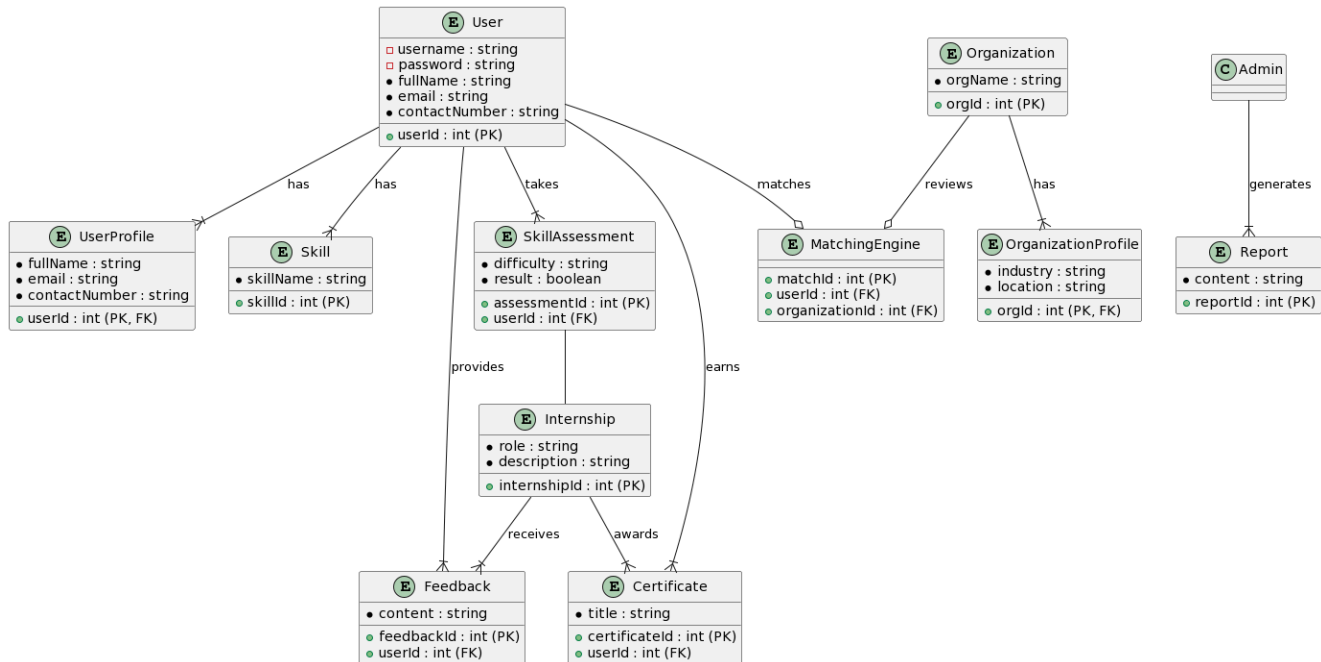 E User
username : string
password : string
fullName : string
email : string
contactNumber : string
userId : int (PK)
E Organization
orgName : string
orgId : int (PK)
C Admin
has
has
takes
matches
reviews
has
generates
E UserProfile
fullName : string
email : string
contactNumber : string
userId : int (PK, FK)
E Skill
skillName : string
skillId : int (PK)
E SkillAssessment
difficulty : string
result : boolean
assessmentId : int (PK)
userId : int (FK)
E MatchingEngine
matchId : int (PK)
userId : int (FK)
organizationId : int (FK)
E OrganizationProfile
industry : string
location : string
orgId : int (PK, FK)
E Report
content : string
reportId : int (PK)
provides
earns
E Internship
role : string
description : string
internshipId : int (PK)
receives
awards
E Feedback
content : string
feedbackId : int (PK)
userId : int (FK)
E Certificate
title : string
certificateId : int (PK)
userId : int (FK)